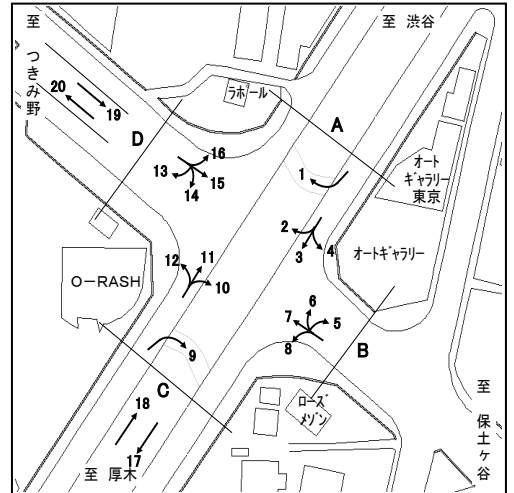 至
つきみ野
至 渋谷
ラポール
A
20
19
D
16
13
15
14
1
オート
ギャラリー
東京
2
3
4
オートギャラリー
12
11
10
O-RASH
7
6
5
8
B
9
C
18
17
ローズ
メゾン
至 厚木
至
保土ヶ谷